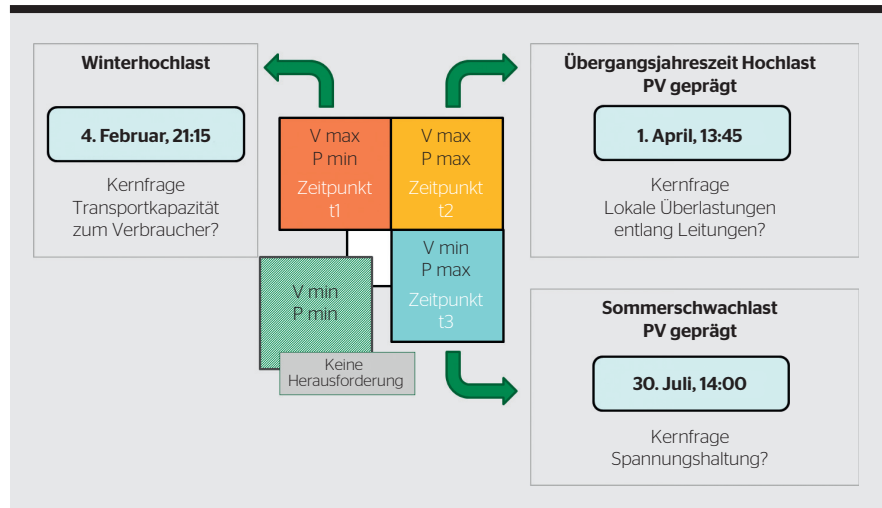 Winterhochlast
4. Februar, 21:15
Kernfrage
Transportkapazität
zum Verbraucher?
V max
P min
Zeitpunkt
t1
V max
P max
Zeitpunkt
t2
V min
P max
Zeitpunkt
t3
V min
P min
Keine
Herausforderung
Übergangsjahreszeit Hochlast
PV geprägt
1. April, 13:45
Kernfrage
Lokale Überlastungen
entlang Leitungen?
Sommerschwachlast
PV geprägt
30. Juli, 14:00
Kernfrage
Spannungshaltung?